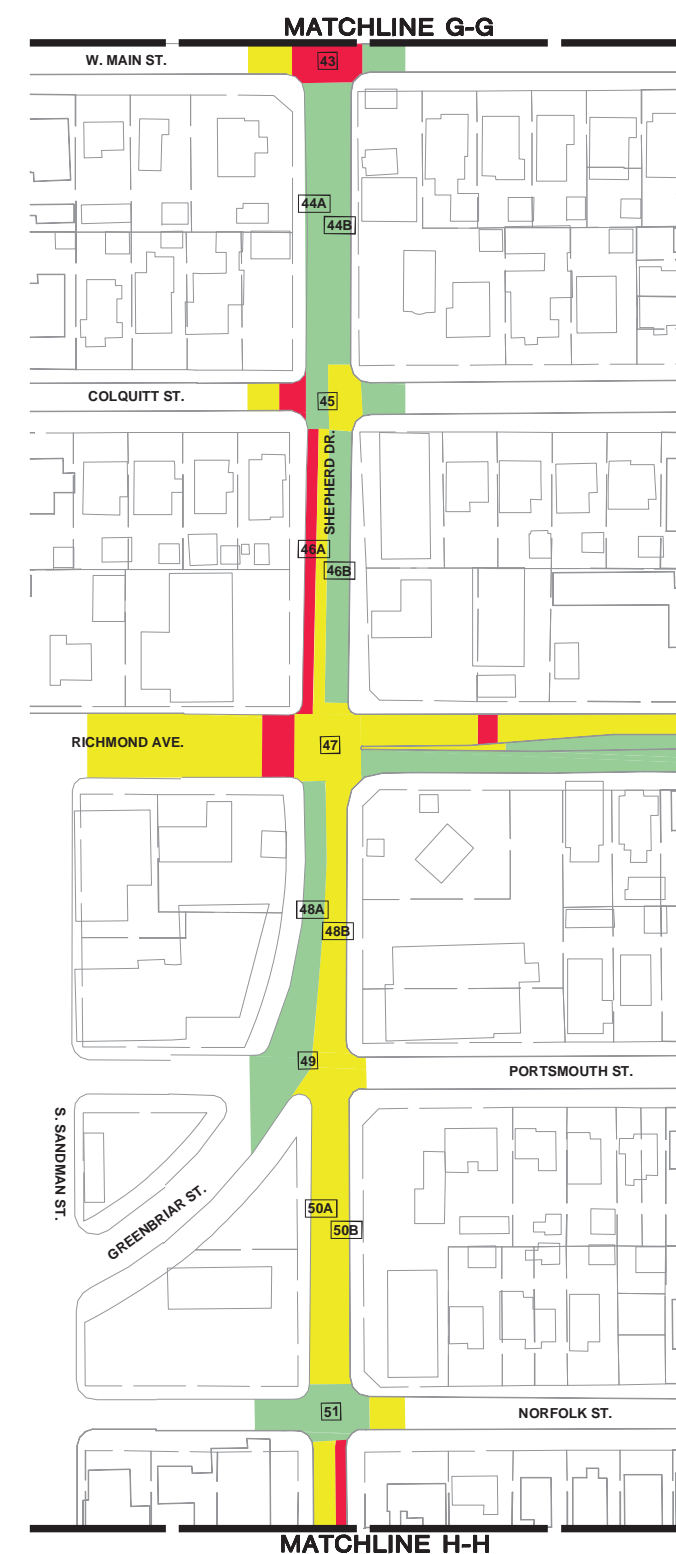 MATCHLINE G-G
W. MAIN ST.
43
44A
44B
COLQUITT ST.
45
SHEPHERD DR.
46A
46B
RICHMOND AVE.
47
48A
48B
49
PORTSMOUTH ST.
S. SANDMAN ST.
GREENBRIAR ST.
50A
50B
51
NORFOLK ST.
MATCHLINE H-H